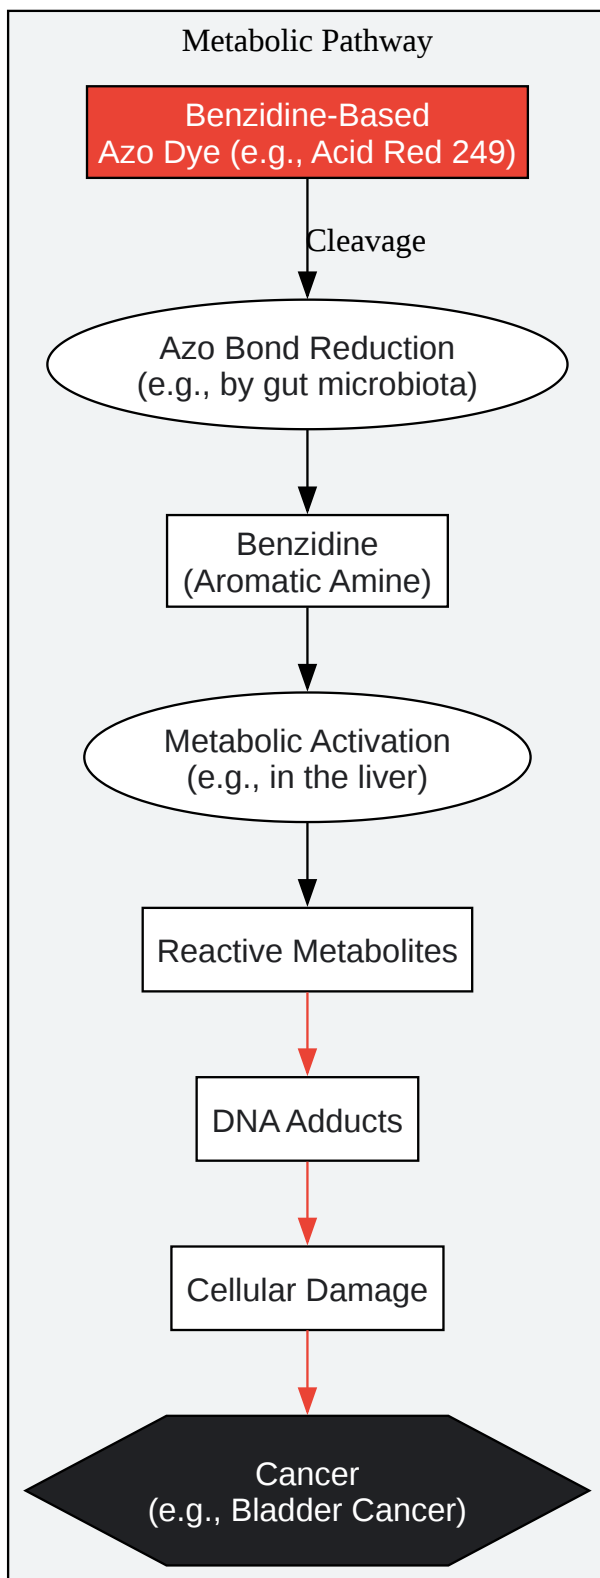 Metabolic Pathway
Benzidine-Based
Azo Dye (e.g., Acid Red 249)
Cleavage
Azo Bond Reduction
(e.g., by gut microbiota)
Benzidine
(Aromatic Amine)
Metabolic Activation
(e.g., in the liver)
Reactive Metabolites
DNA Adducts
Cellular Damage
Cancer
(e.g., Bladder Cancer)